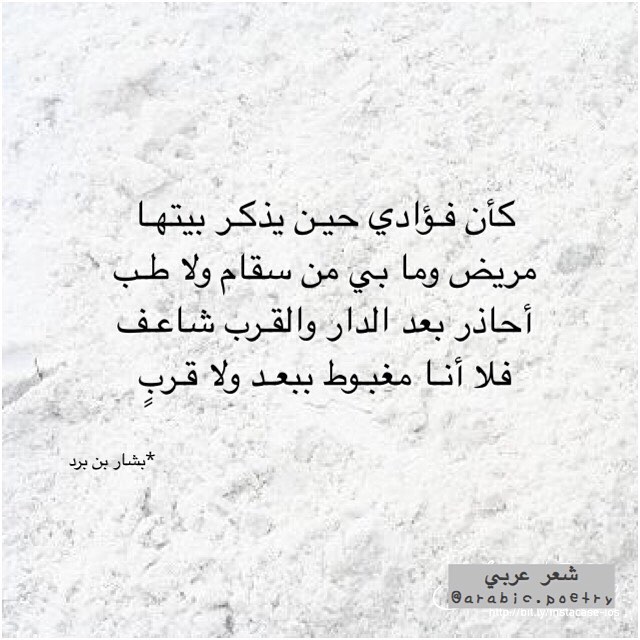 كأن فؤادي حين يذكر بيتها
مريض وما بي من سقام ولا طب
أحاذر بعد الدار والقرب شاعف
فلا أنا مغبوط ببعد ولا قربٍ
*بشار بن برد
شعر عربي
@arabic.poetry